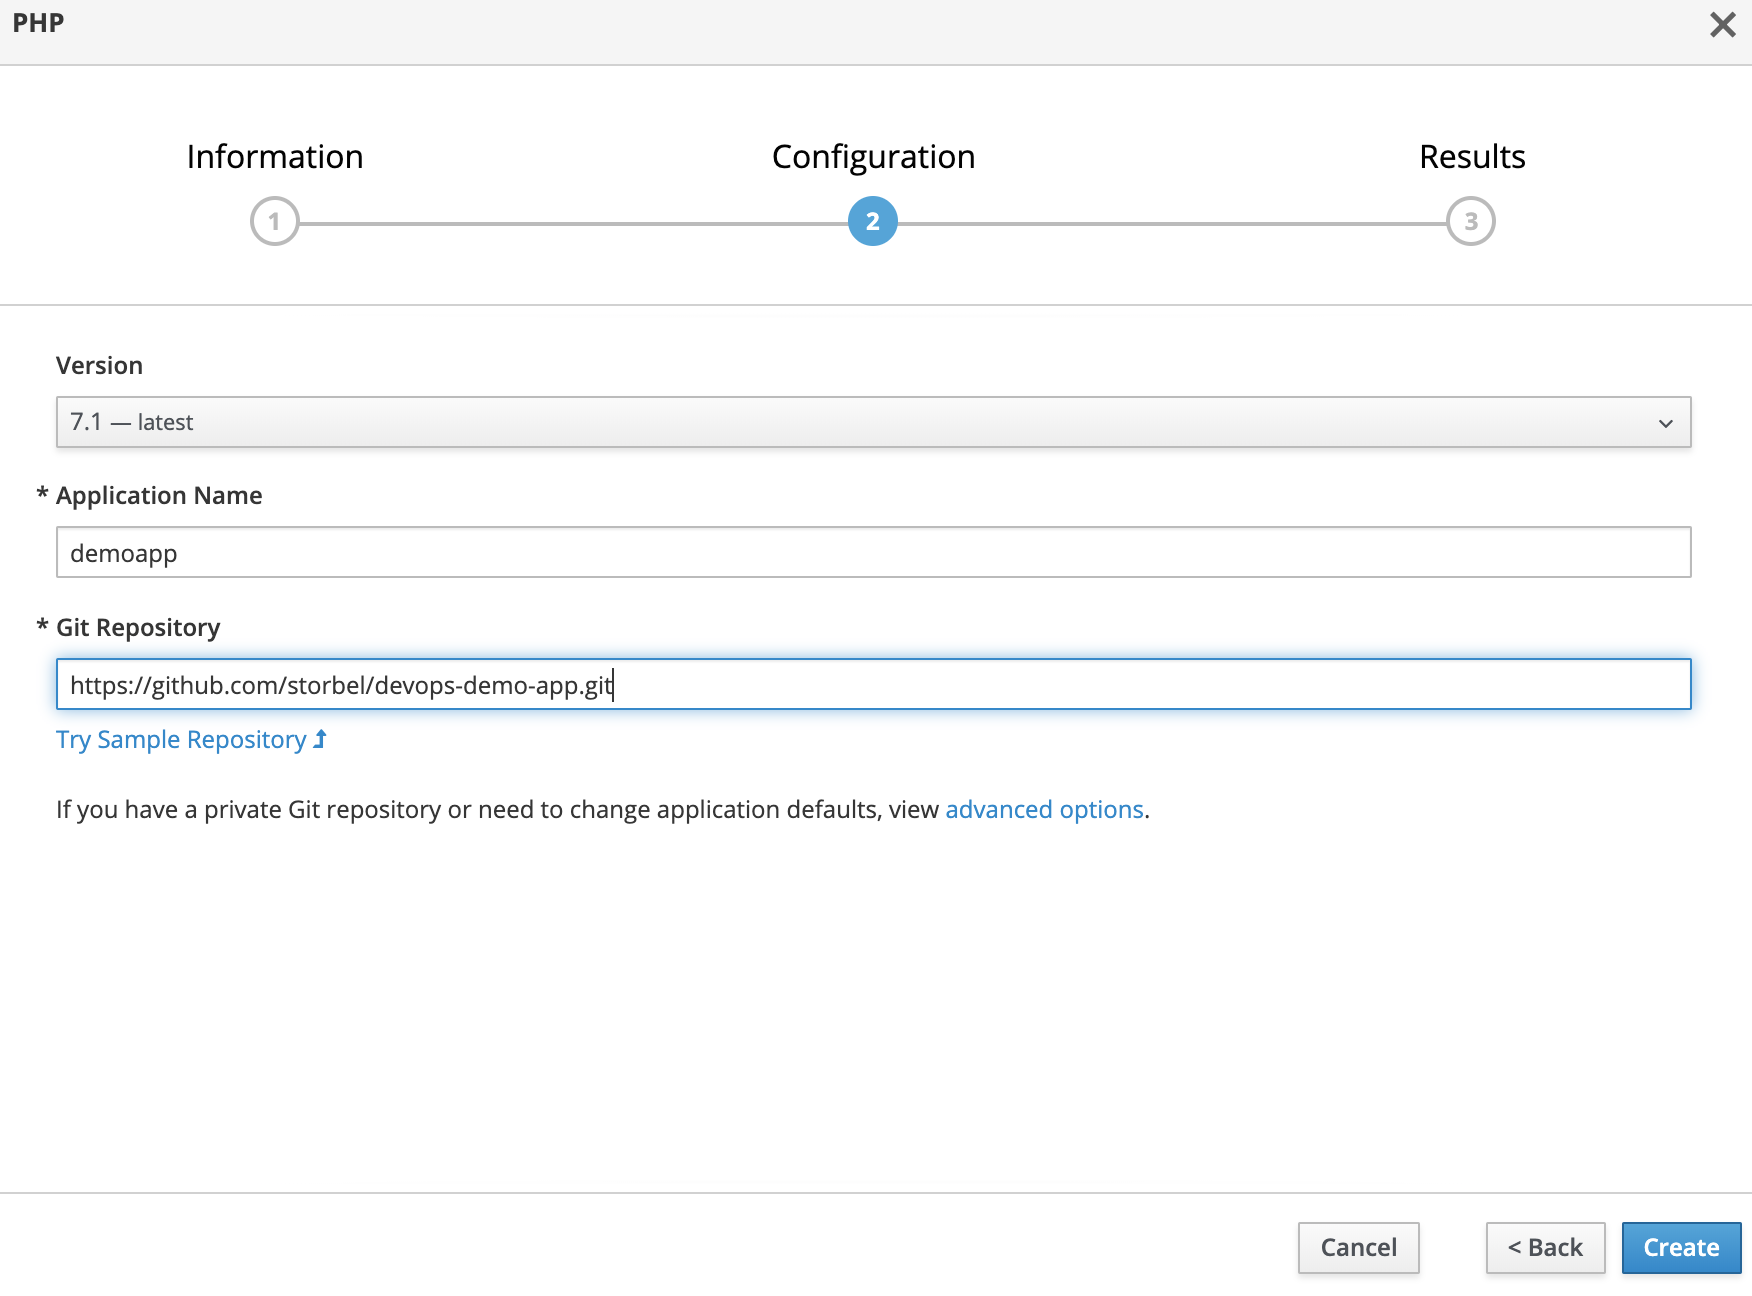 PHP
Information
Configuration
Results
1
2
3
Version
7.1 — latest
* Application Name
demoapp
* Git Repository
https://github.com/storbel/devops-demo-app.git
Try Sample Repository
If you have a private Git repository or need to change application defaults, view advanced options.
Cancel
< Back
Create